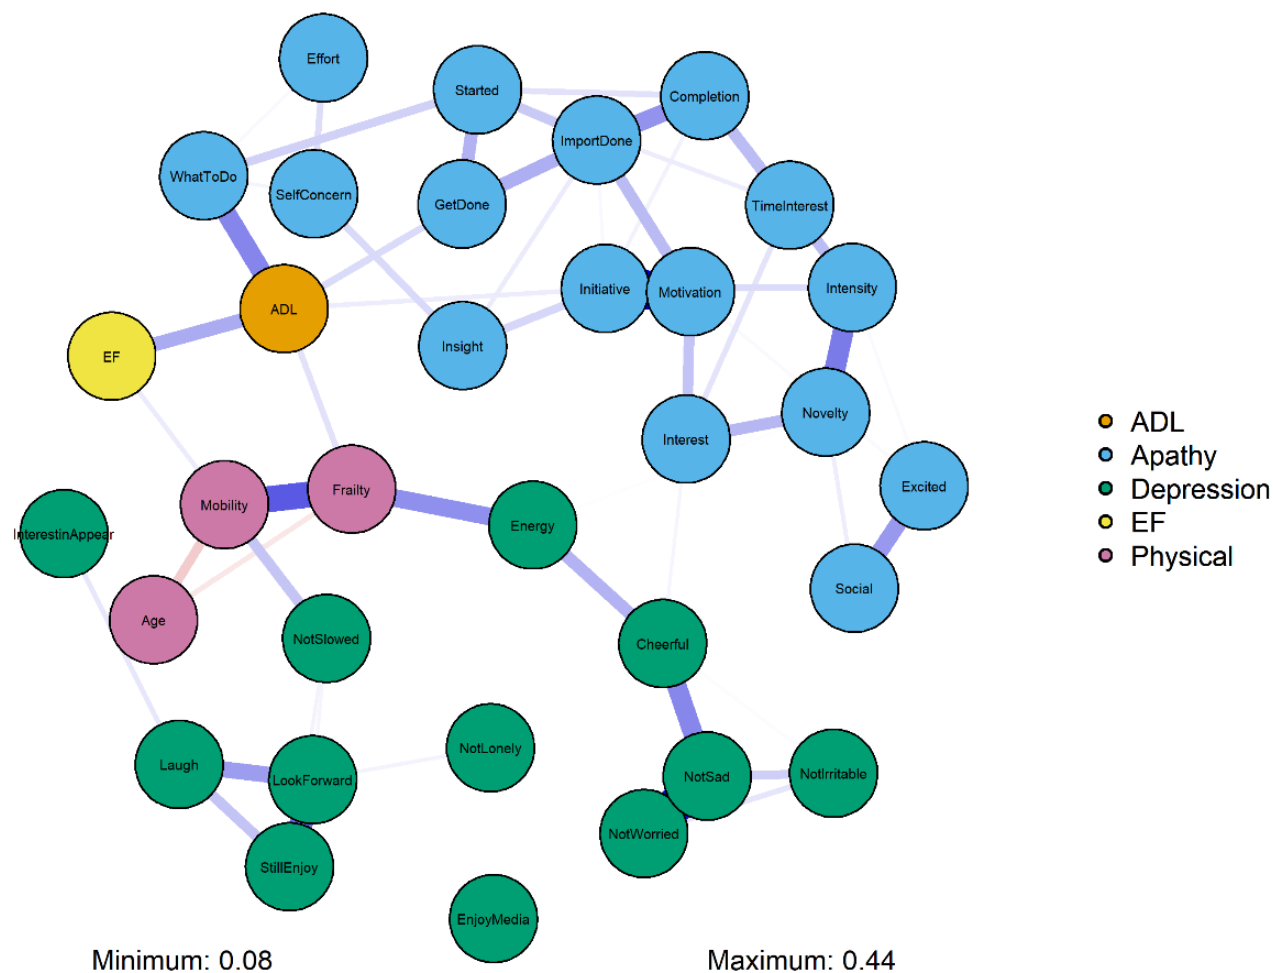 Effort
Started
Completion
ImportDone
WhatToDo
SelfConcern
GetDone
TimeInterest
Initiative
Motivation
Intensity
ADL
Insight
EF
Novelty
Interest
Excited
Mobility
Frailty
Energy
InterestinAppear
Social
Age
NotSlowed
Cheerful
NotLonely
Laugh
LookForward
NotSad
NotIrritable
NotWorried
StillEnjoy
EnjoyMedia
ADL
Apathy
Depression
EF
Physical
Minimum: 0.08
Maximum: 0.44